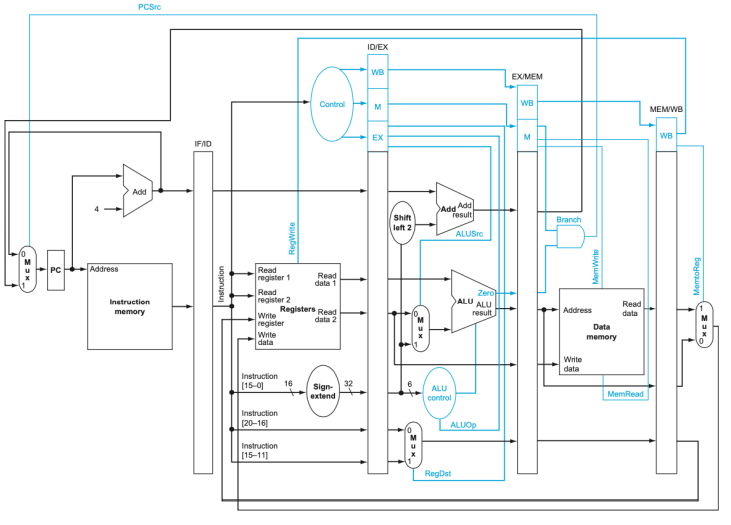 PCSrc
ID/EX
WB
EX/MEM
Control
M
WB
MEM/WB
EX
M
WB
IF/ID
Add
4
Add
Add
result
Shift
left 2
Branch
RegWrite
ALUSrc
MemWrite
MemtoReg
0
M
u
x
1
PC
Address
Instruction
memory
Instruction
Read
register 1
Read
data 1
Read
register 2
Registers
Read
data 2
Write
register
Write
data
0
M
u
x
1
Zero
ALU
ALU
result
Address
Read
data
Data
memory
Write
data
1
M
u
x
0
Instruction
[15–0]
16
Sign-
extend
32
6
ALU
control
MemRead
Instruction
[20–16]
ALUOp
0
M
u
x
1
Instruction
[15–11]
RegDst